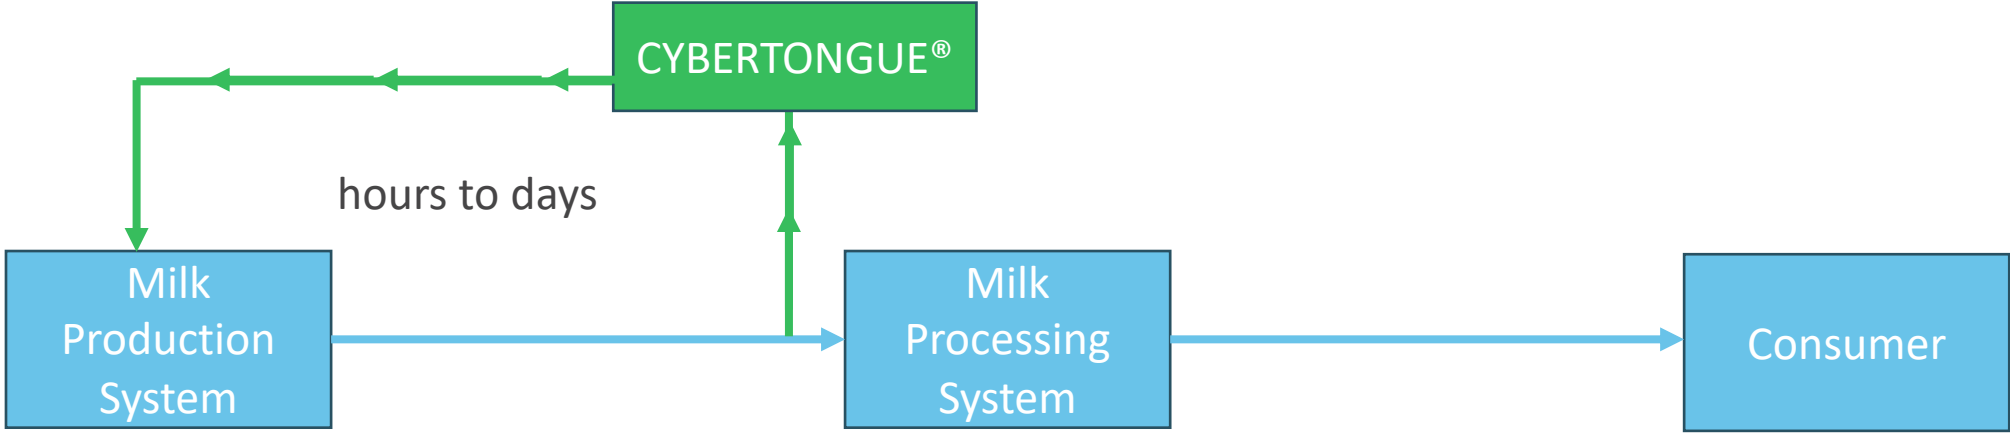 CYBERTONGUE®
hours to days
Milk
Production
System
Milk
Processing
System
Consumer